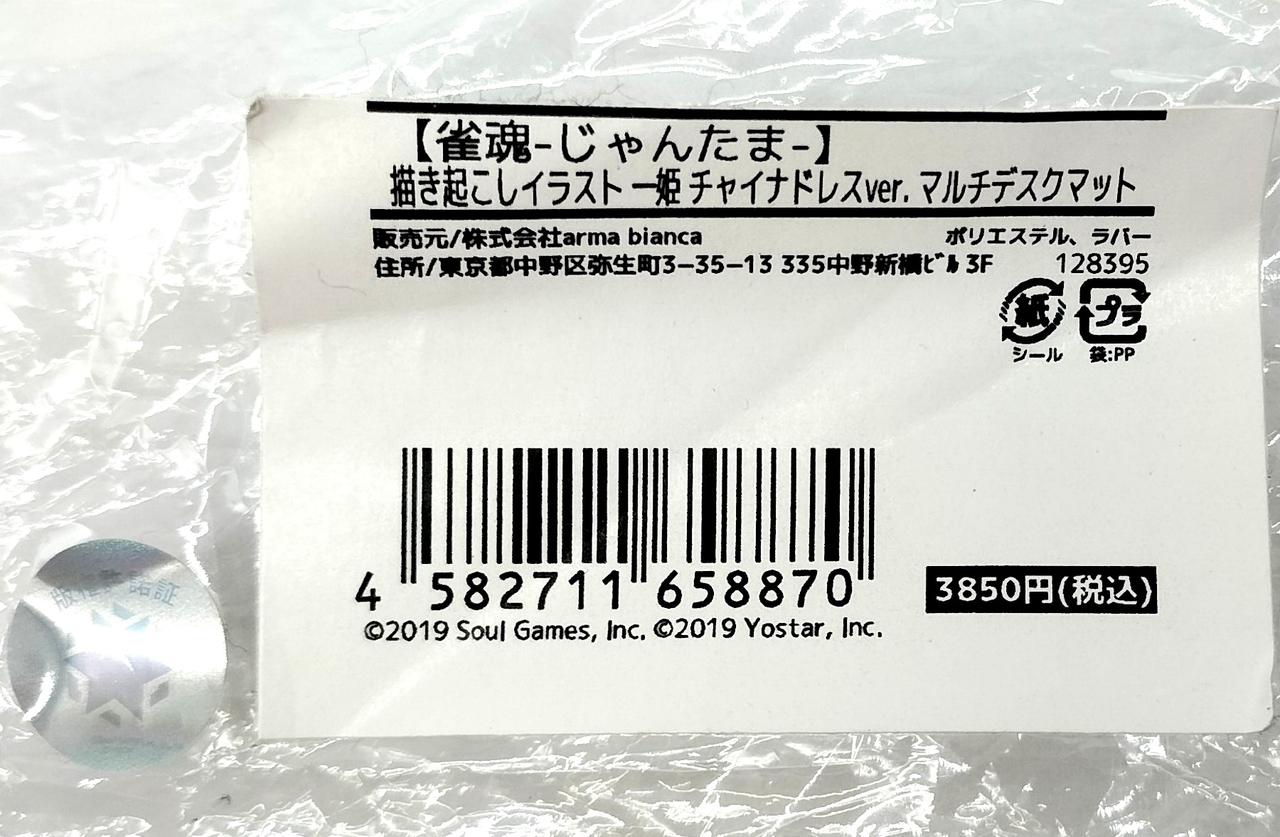 【雀魂-じゃんたま-】
描き起こしイラスト 一姫 チャイナドレスver. マルチデスクマット
販売元/株式会社arma bianca
ポリエステル、ラバー
住所/東京都中野区弥生町3-35-13 335中野新橋ビル 3F
128395
紙
プラ
シール
袋:PP
4 582711 658870
3850円(税込)
©2019 Soul Games, Inc. ©2019 Yostar, Inc.